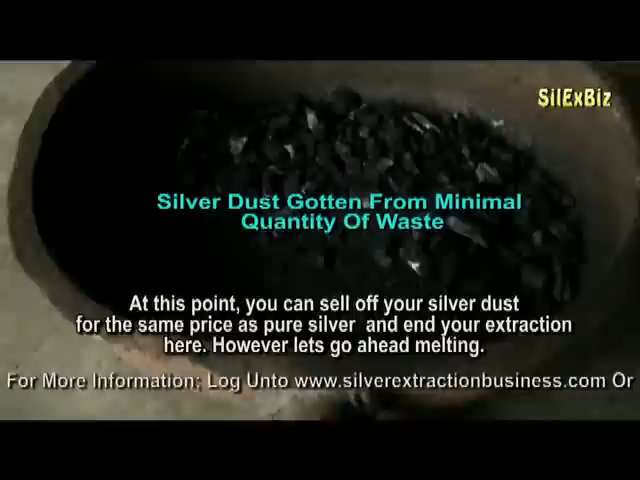 SilExBiz
Silver Dust Gotten From Minimal
Quantity Of Waste
At this point, you can sell off your silver dust
for the same price as pure silver and end your extraction
here. However lets go ahead melting.
For More Information; Log Unto www.silverextractionbusiness.com Or